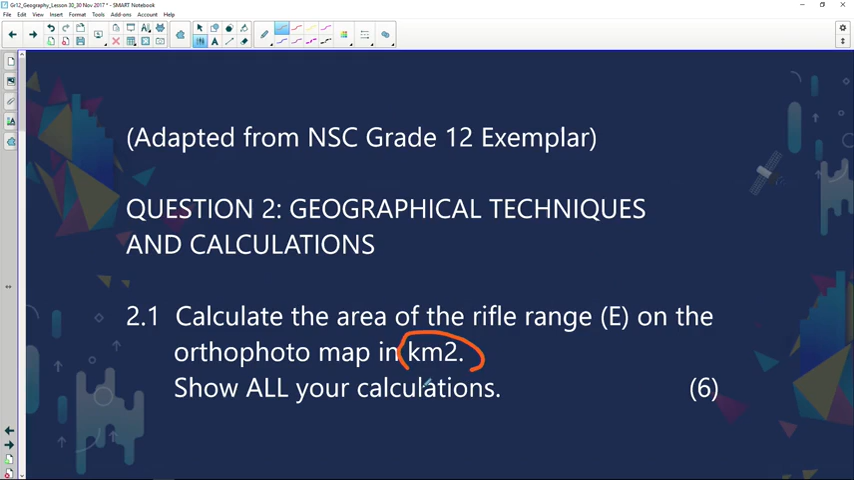 Gr12_Geography_Lesson 30_30 Nov 2017 * - SMART Notebook
File Edit View Insert Format Tools Add-ons Account Help
(Adapted from NSC Grade 12 Exemplar)
QUESTION 2: GEOGRAPHICAL TECHNIQUES
AND CALCULATIONS
2.1 Calculate the area of the rifle range (E) on the
orthophoto map in km2.
Show ALL your calculations. (6)